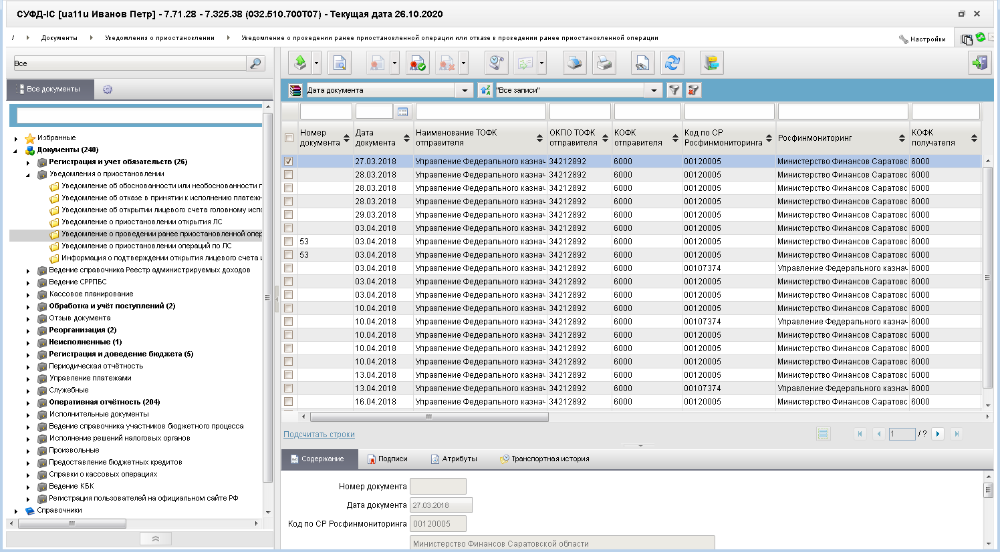 СУФД-IC [ua11u Иванов Петр] - 7.71.28 - 7.325.38 (032.510.700T07) - Текущая дата 26.10.2020
/ Документы Уведомления о приостановлении Уведомление о проведении ранее приостановленной операции или отказе в проведении ранее приостановленной операции
Настройки
Все
Все документы
Избранные
Документы (240)
Регистрация и учет обязательств (26)
Уведомления о приостановлении
Уведомление об обоснованности или необоснованности г
Уведомление об отказе в принятии к исполнению платежн
Уведомление об открытии лицевого счета головному испо
Уведомление о приостановлении открытия ЛС
Уведомление о проведении ранее приостановленной опер
Уведомление о приостановлении операций по ЛС
Информация о подтверждении открытия лицевого счета и
Ведение справочника Реестр администрируемых доходов
Ведение СРРПБС
Кассовое планирование
Обработка и учёт поступлений (2)
Отзыв документа
Реорганизация (2)
Неисполненные (1)
Регистрация и доведение бюджета (5)
Периодическая отчётность
Управление платежами
Служебные
Оперативная отчётность (204)
Исполнительные документы
Ведение справочника участников бюджетного процесса
Исполнение решений налоговых органов
Произвольные
Предоставление бюджетных кредитов
Справки о кассовых операциях
Ведение КБК
Регистрация пользователей на официальном сайте РФ
Справочники
Дата документа "Все записи"
Номер документа Дата документа Наименование ТОФК отправителя ОКПО ТОФК отправителя КОФК отправителя Код по СР Росфинмониторинга Росфинмониторинг КОФК получателя
27.03.2018 Управление Федерального казнач 34212892 6000 00120005 Министерство Финансов Саратовс 6000
28.03.2018 Управление Федерального казнач 34212892 6000 00120005 Министерство Финансов Саратовс 6000
28.03.2018 Управление Федерального казнач 34212892 6000 00120005 Министерство Финансов Саратовс 6000
28.03.2018 Управление Федерального казнач 34212892 6000 00120005 Министерство Финансов Саратовс 6000
29.03.2018 Управление Федерального казнач 34212892 6000 00120005 Министерство Финансов Саратовс 6000
03.04.2018 Управление Федерального казнач 34212892 6000 00120005 Министерство Финансов Саратовс 6000
53 03.04.2018 Управление Федерального казнач 34212892 6000 00120005 Министерство Финансов Саратовс 6000
53 03.04.2018 Управление Федерального казнач 34212892 6000 00120005 Министерство Финансов Саратовс 6000
03.04.2018 Управление Федерального казнач 34212892 6000 00107374 Управление Федерального казнач 6000
03.04.2018 Управление Федерального казнач 34212892 6000 00120005 Министерство Финансов Саратовс 6000
03.04.2018 Управление Федерального казнач 34212892 6000 00120005 Министерство Финансов Саратовс 6000
10.04.2018 Управление Федерального казнач 34212892 6000 00120005 Министерство Финансов Саратовс 6000
10.04.2018 Управление Федерального казнач 34212892 6000 00107374 Управление Федерального казнач 6000
10.04.2018 Управление Федерального казнач 34212892 6000 00120005 Министерство Финансов Саратовс 6000
10.04.2018 Управление Федерального казнач 34212892 6000 00120005 Министерство Финансов Саратовс 6000
10.04.2018 Управление Федерального казнач 34212892 6000 00120005 Министерство Финансов Саратовс 6000
13.04.2018 Управление Федерального казнач 34212892 6000 00120005 Министерство Финансов Саратовс 6000
13.04.2018 Управление Федерального казнач 34212892 6000 00107374 Управление Федерального казнач 6000
16.04.2018 Управление Федерального казнач 34212892 6000 00120005 Министерство Финансов Саратовс 6000
Подсчитать строки
1 / ?
Содержание Подписи Атрибуты Транспортная история
Номер документа
Дата документа 27.03.2018
Код по СР Росфинмониторинга 00120005
Министерство Финансов Саратовской области